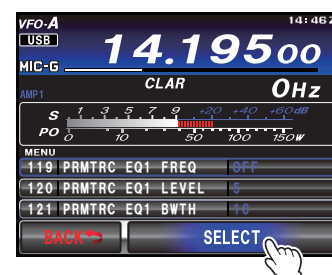 VFO-A 14:46Z
USB
14.19500
MIC-G
CLAR 0Hz
AMP1
S 1 3 5 7 9 +20 +40 +60dB
PO 0 10 50 100 150W
MENU
119 PRMTRC EQ1 FREQ OFF
120 PRMTRC EQ1 LEVEL 5
121 PRMTRC EQ1 BWTH 10
BACK SELECT